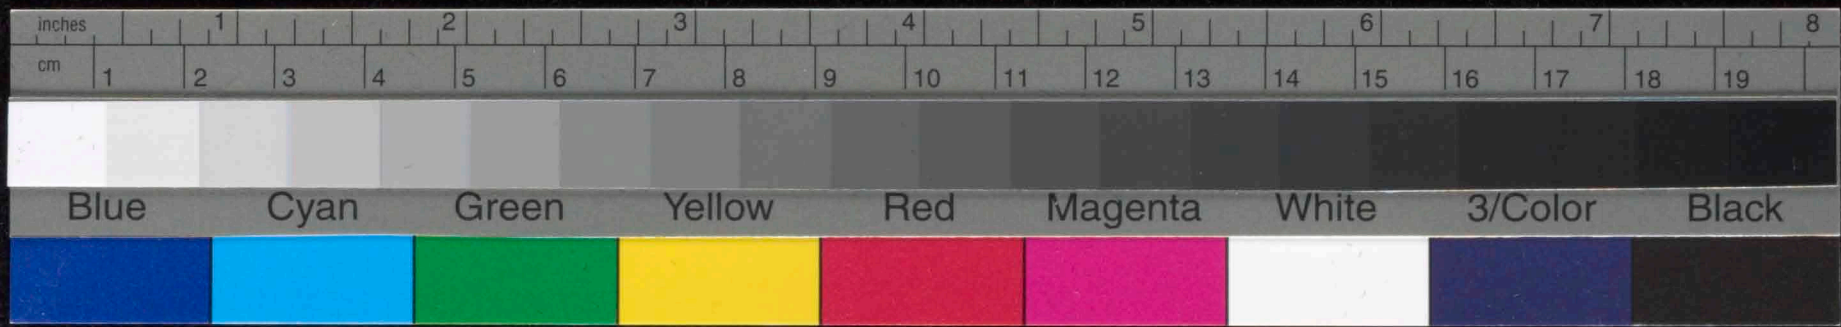 inches 1 2 3 4 5 6 7 8
cm 1 2 3 4 5 6 7 8 9 10 11 12 13 14 15 16 17 18 19
Blue Cyan Green Yellow Red Magenta White 3/Color Black